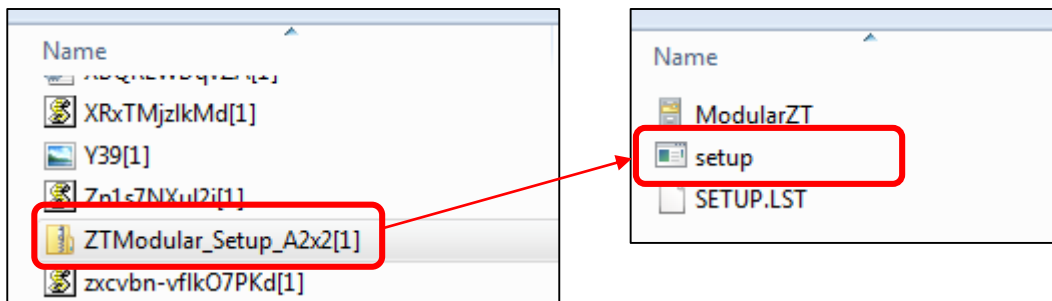 Name
XRxTMjzlkMd[1]
Y39[1]
Zn1s7NXul2i[1]
ZTModular_Setup_A2x2[1]
zxcvbn-vflkO7PKd[1]
Name
ModularZT
setup
SETUP.LST